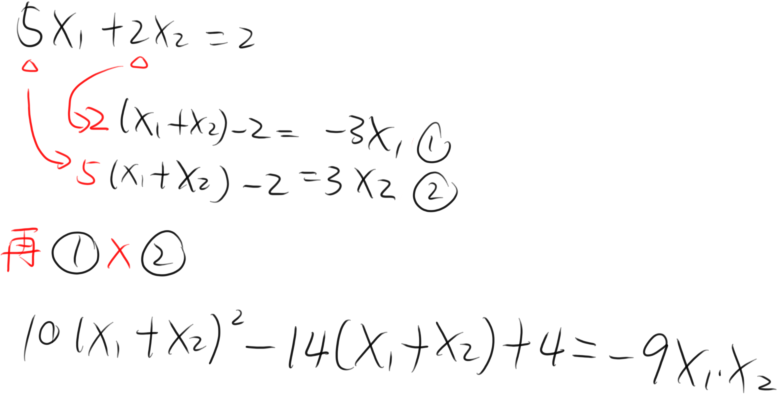 5X₁+2X₂=2
2(X₁+X₂)-2=-3X₁ ①
5(X₁+X₂)-2=3X₂ ②
再①×②
10(X₁+X₂)²-14(X₁+X₂)+4=-9X₁·X₂